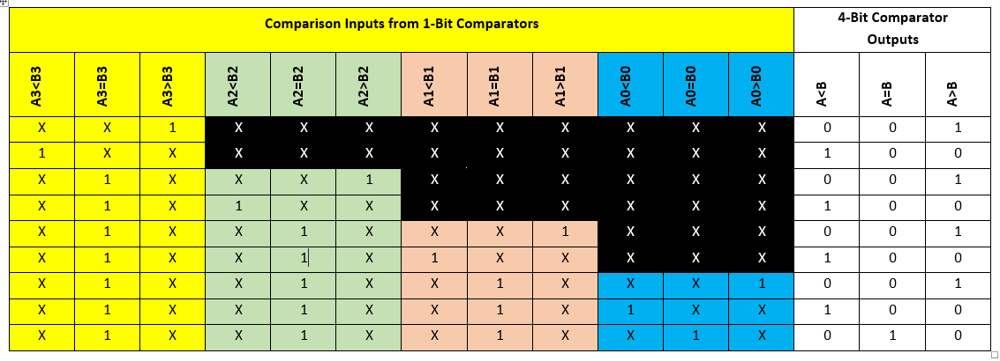 Comparison Inputs from 1-Bit Comparators 4-Bit Comparator
Outputs
A3<B3 A3=B3 A3>B3 A2<B2 A2=B2 A2>B2 A1<B1 A1=B1 A1>B1 A0<B0 A0=B0 A0>B0 A<B A=B A>B
X X 1 X X X X X X X X X 0 0 1
1 X X X X X X X X X X X 1 0 0
X 1 X X X 1 X X X X X X 0 0 1
X 1 X 1 X X X X X X X X 1 0 0
X 1 X X 1 X X X 1 X X X 0 0 1
X 1 X X 1 X 1 X X X X X 1 0 0
X 1 X X 1 X X 1 X X X 1 0 0 1
X 1 X X 1 X X 1 X 1 X X 1 0 0
X 1 X X 1 X X 1 X X 1 X 0 1 0